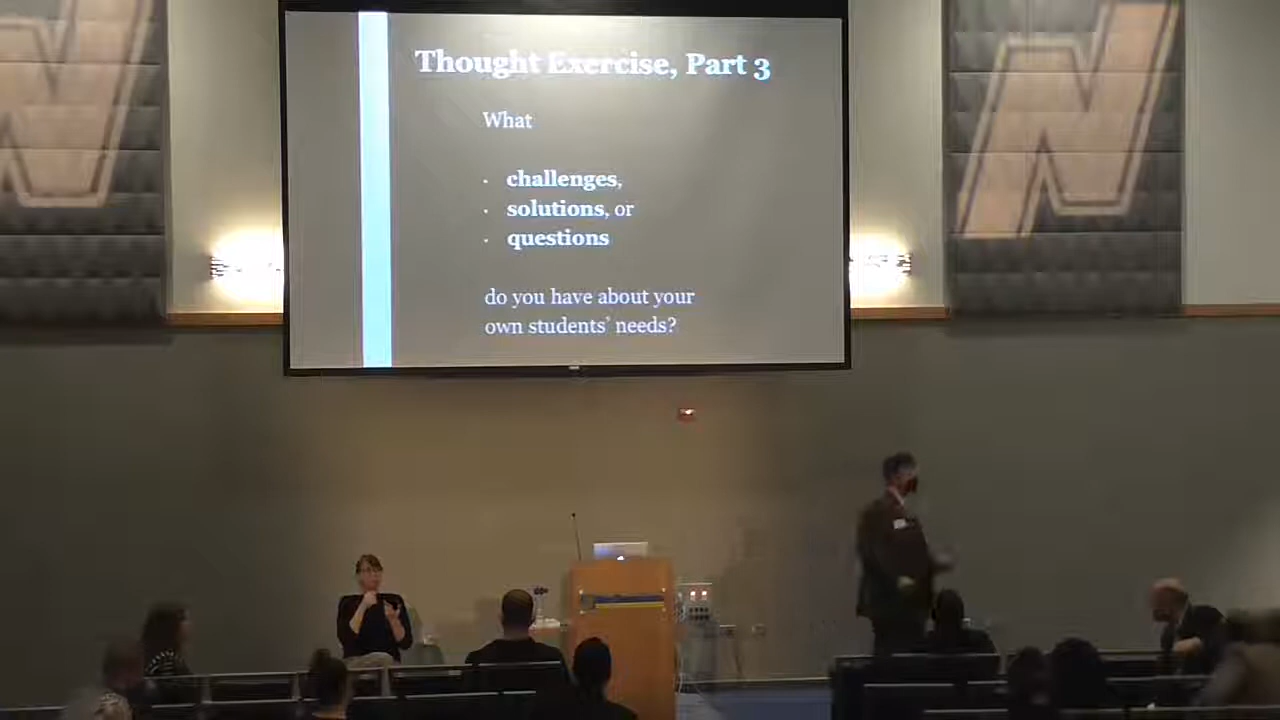 Thought Exercise, Part 3
What
· challenges,
· solutions, or
· questions
do you have about your
own students' needs?
N
N